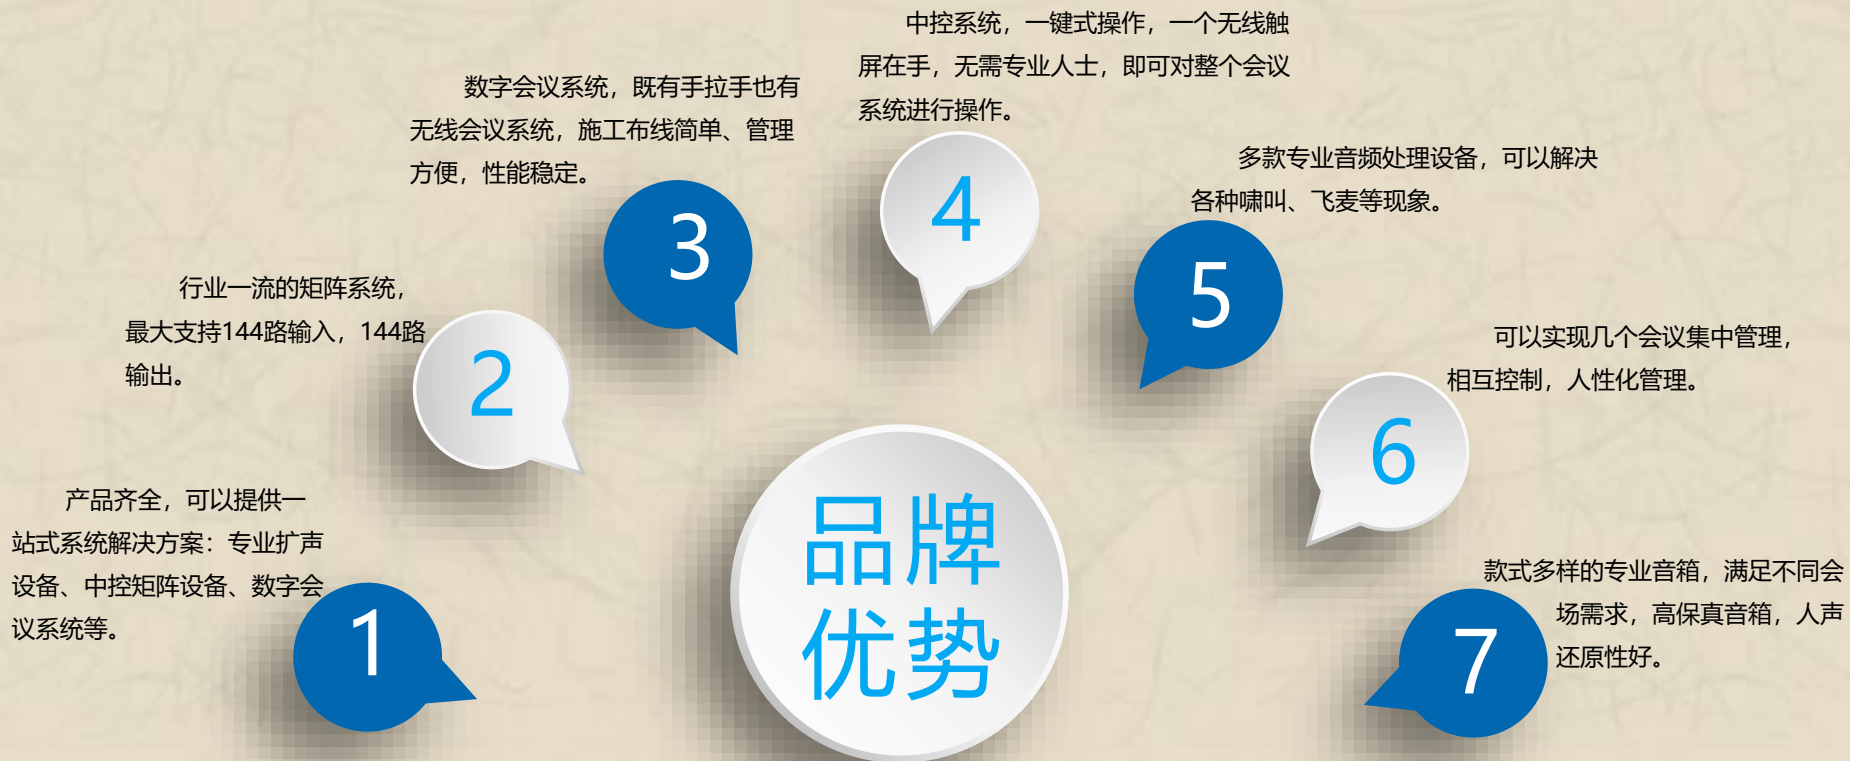 产品齐全，可以提供一
站式系统解决方案：专业扩声
设备、中控矩阵设备、数字会
议系统等。
1
行业一流的矩阵系统，
最大支持144路输入，144路
输出。
2
数字会议系统，既有手拉手也有
无线会议系统，施工布线简单、管理
方便，性能稳定。
3
中控系统，一键式操作，一个无线触
屏在手，无需专业人士，即可对整个会议
系统进行操作。
4
多款专业音频处理设备，可以解决
各种啸叫、飞麦等现象。
5
可以实现几个会议集中管理，
相互控制，人性化管理。
6
款式多样的专业音箱，满足不同会
场需求，高保真音箱，人声
还原性好。
7
品牌
优势